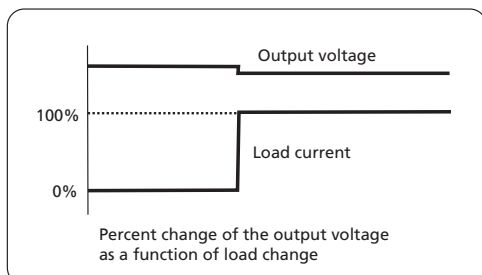 Output voltage
100%
Load current
0%
Percent change of the output voltage
as a function of load change